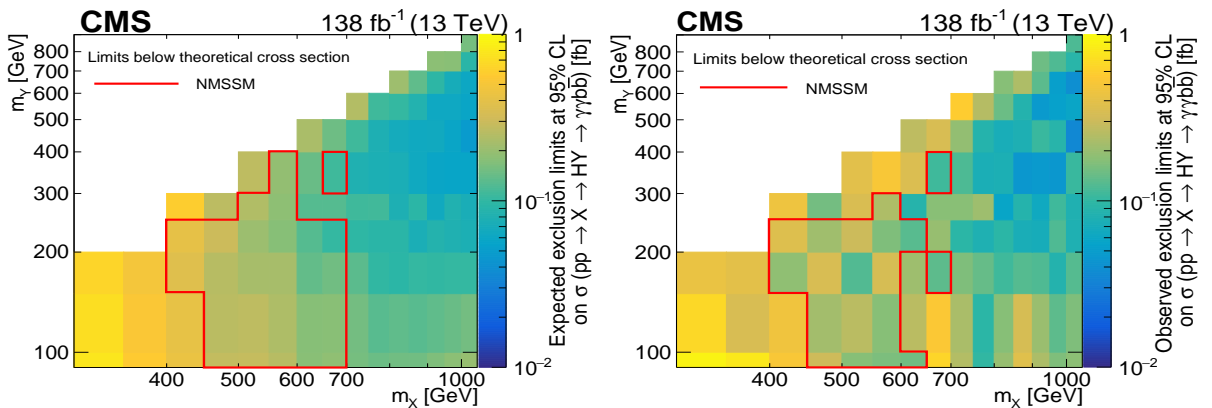 CMS 138 fb⁻¹ (13 TeV)
Limits below theoretical cross section
NMSSM
m_Y [GeV]
800
700
600
500
400
300
200
100
400 500 600 700 1000
m_X [GeV]
1
10⁻¹
10⁻²
Expected exclusion limits at 95% CL
on σ (pp → X → HY → γγbb̄) [fb]
CMS 138 fb⁻¹ (13 TeV)
Limits below theoretical cross section
NMSSM
m_Y [GeV]
800
700
600
500
400
300
200
100
400 500 600 700 1000
m_X [GeV]
1
10⁻¹
10⁻²
Observed exclusion limits at 95% CL
on σ (pp → X → HY → γγbb̄) [fb]